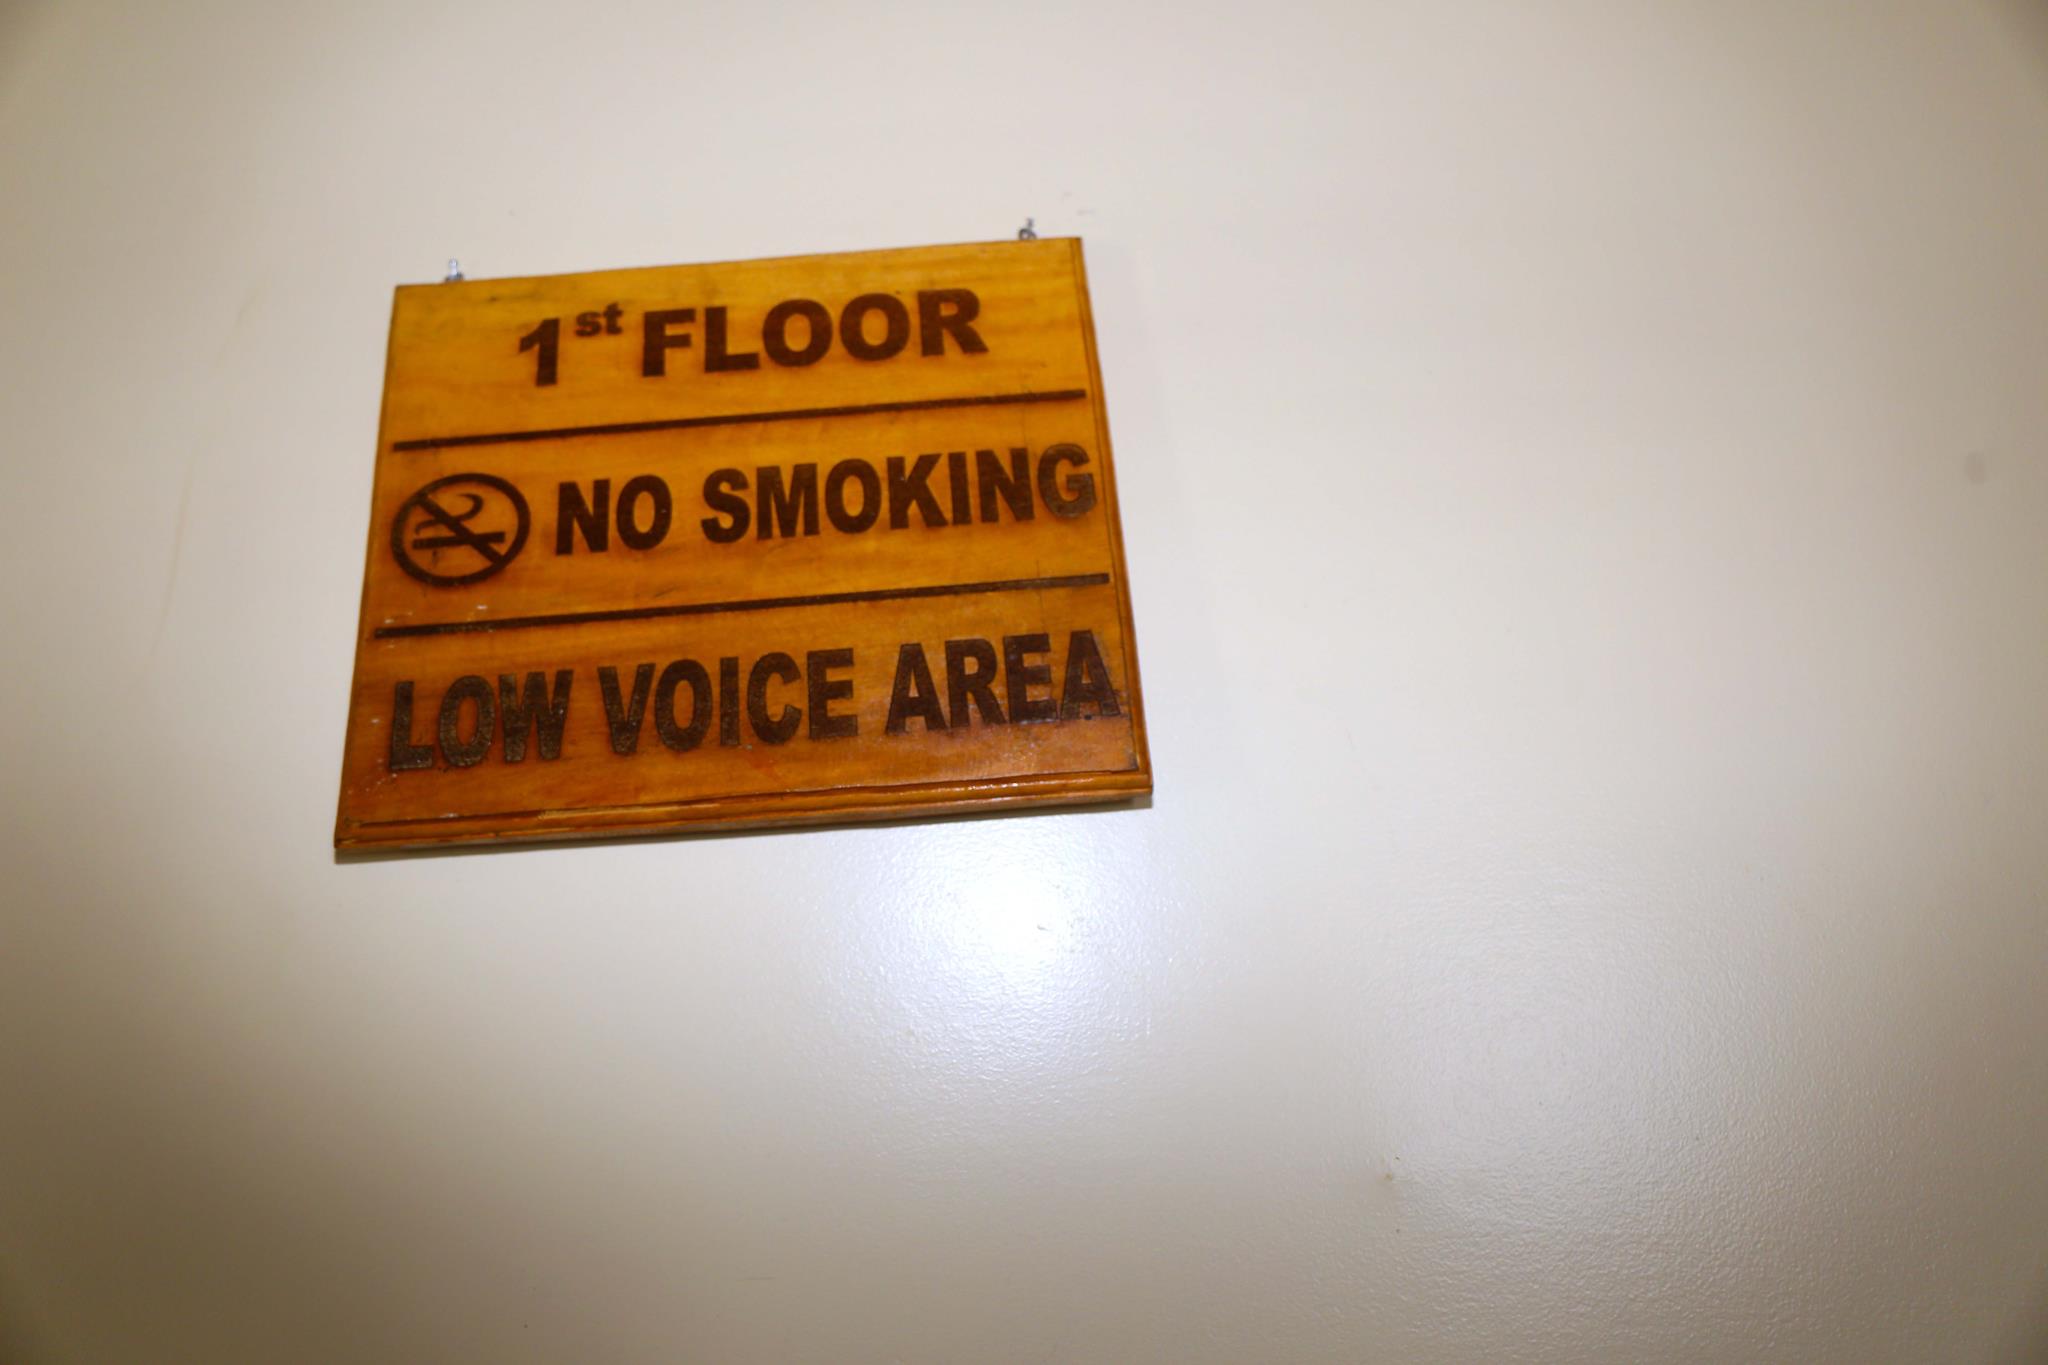 1st FLOOR
NO SMOKING
LOW VOICE AREA